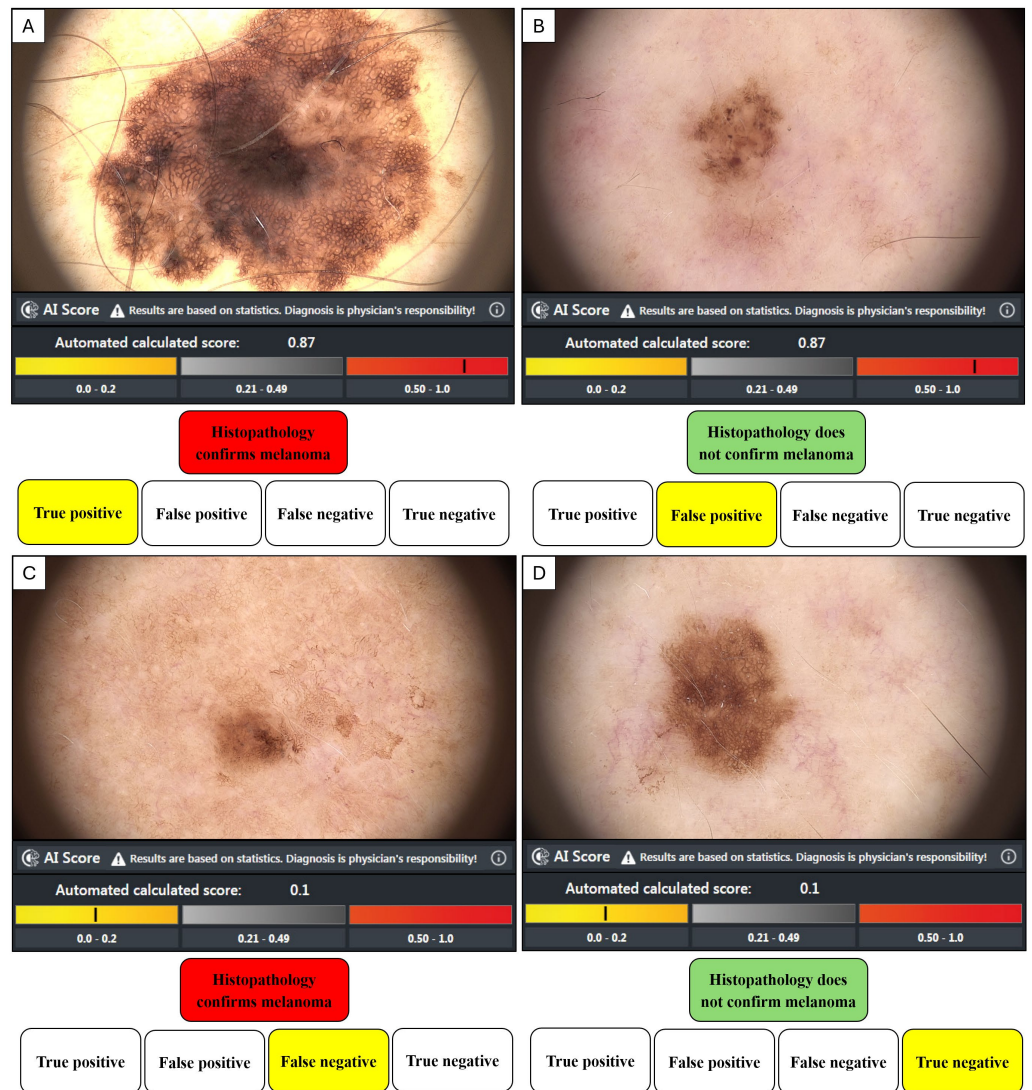 A
AI Score Results are based on statistics. Diagnosis is physician's responsibility!
Automated calculated score: 0.87
0.0 - 0.2 0.21 - 0.49 0.50 - 1.0
Histopathology
confirms melanoma
True positive False positive False negative True negative
B
AI Score Results are based on statistics. Diagnosis is physician's responsibility!
Automated calculated score: 0.87
0.0 - 0.2 0.21 - 0.49 0.50 - 1.0
Histopathology does
not confirm melanoma
True positive False positive False negative True negative
C
AI Score Results are based on statistics. Diagnosis is physician's responsibility!
Automated calculated score: 0.1
0.0 - 0.2 0.21 - 0.49 0.50 - 1.0
Histopathology
confirms melanoma
True positive False positive False negative True negative
D
AI Score Results are based on statistics. Diagnosis is physician's responsibility!
Automated calculated score: 0.1
0.0 - 0.2 0.21 - 0.49 0.50 - 1.0
Histopathology does
not confirm melanoma
True positive False positive False negative True negative